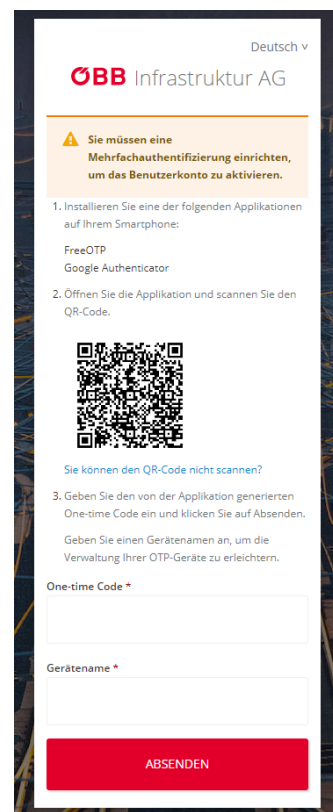 Deutsch v
ÖBB Infrastruktur AG
Sie müssen eine
Mehrfachauthentifizierung einrichten,
um das Benutzerkonto zu aktivieren.
1. Installieren Sie eine der folgenden Applikationen
auf Ihrem Smartphone:
FreeOTP
Google Authenticator
2. Öffnen Sie die Applikation und scannen Sie den
QR-Code.
Sie können den QR-Code nicht scannen?
3. Geben Sie den von der Applikation generierten
One-time Code ein und klicken Sie auf Absenden.
Geben Sie einen Gerätenamen an, um die
Verwaltung Ihrer OTP-Geräte zu erleichtern.
One-time Code *
Gerätename *
ABSENDEN